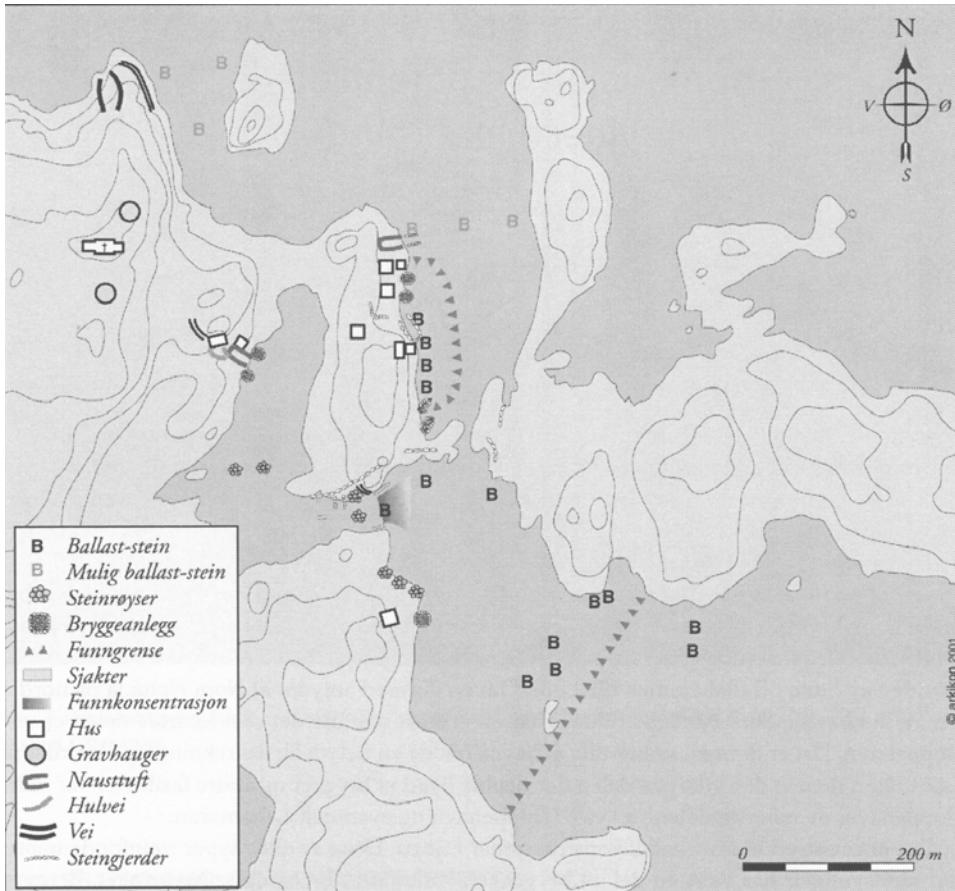 B B
B
B B B
N
V Ø
S
B
B
B
B
B
B
B
B B
B
B
B
B
B
B
B Ballast-stein
B Mulig ballast-stein
Steinrøyser
Bryggeanlegg
Funngrense
Sjakter
Funnkonsentrasjon
Hus
Gravhauger
Nausttuft
Hulvei
Vei
Steingjerder
0 200 m
© arkikon 2001